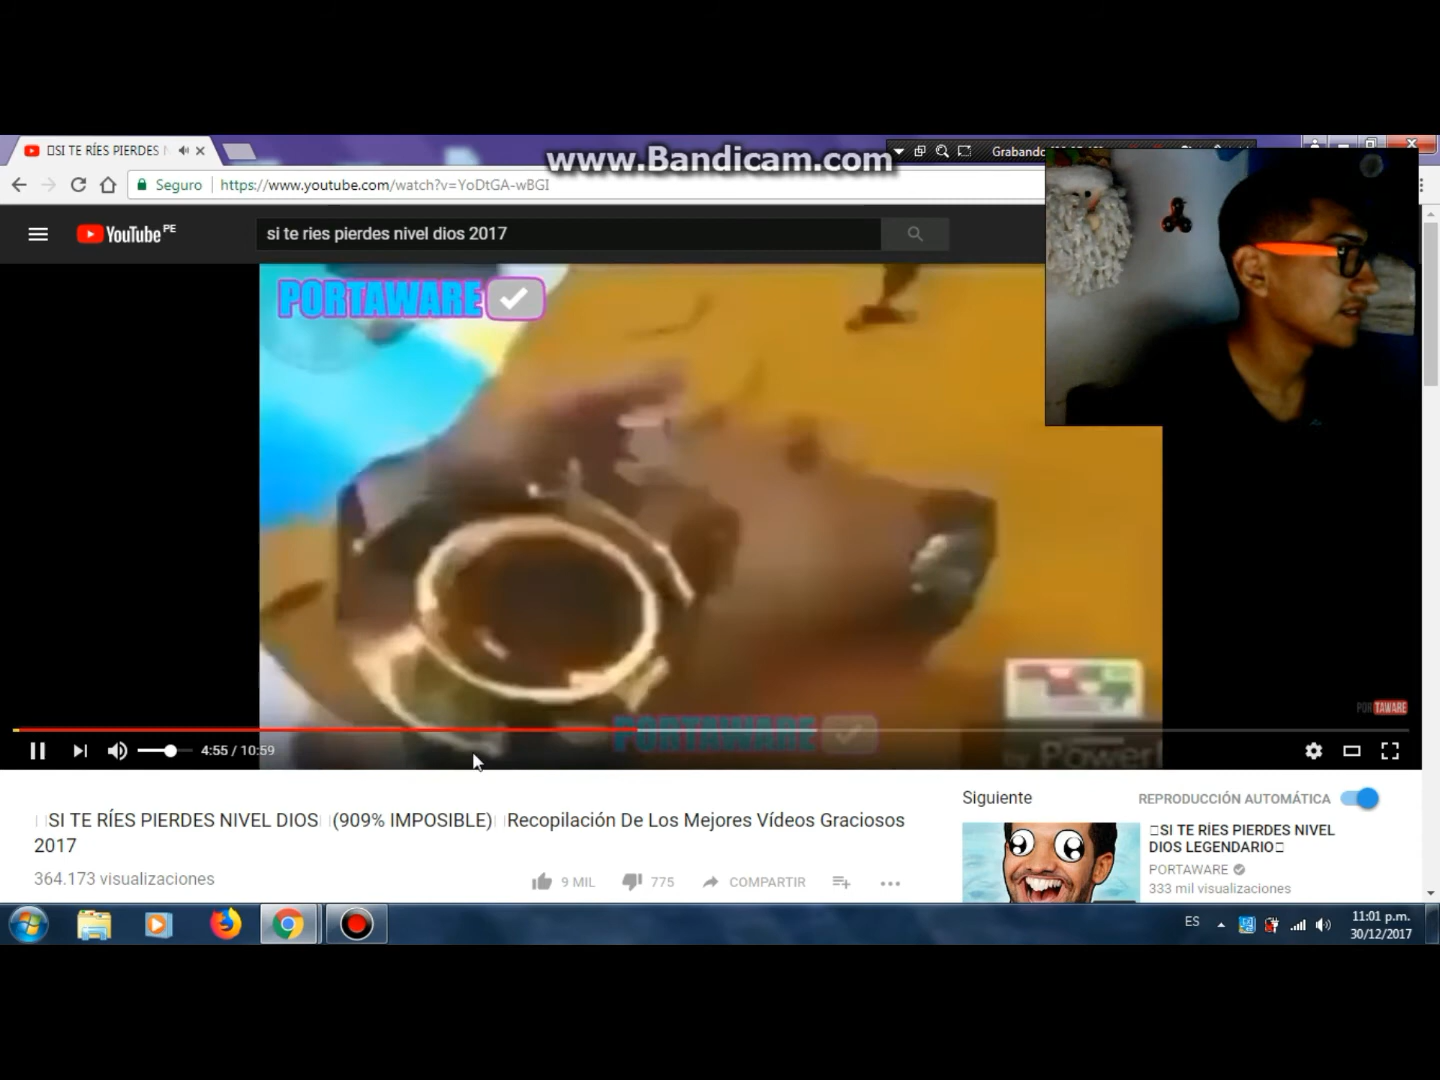 www.Bandicam.com
SI TE RÍES PIERDES
Grabando
Seguro
https://www.youtube.com/watch?v=YoDtGA-wBGI
YouTube PE
si te ries pierdes nivel dios 2017
PORTAWARE
PORTAWARE
PORTAWARE
by Power
4:55 / 10:59
SI TE RÍES PIERDES NIVEL DIOS (909% IMPOSIBLE) Recopilación De Los Mejores Vídeos Graciosos
2017
364.173 visualizaciones
9 MIL
775
COMPARTIR
Siguiente
REPRODUCCIÓN AUTOMÁTICA
SI TE RÍES PIERDES NIVEL
DIOS LEGENDARIO
PORTAWARE
333 mil visualizaciones
ES
11:01 p.m.
30/12/2017